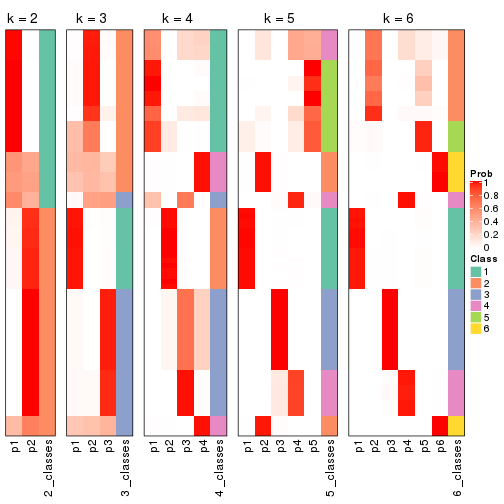 k = 2
k = 3
k = 4
k = 5
k = 6
Prob
1
0.8
0.6
0.4
0.2
0
Class
1
2
3
4
5
6
p1
p2
2_classes
p1
p2
p3
3_classes
p1
p2
p3
p4
4_classes
p1
p2
p3
p4
p5
5_classes
p1
p2
p3
p4
p5
p6
6_classes